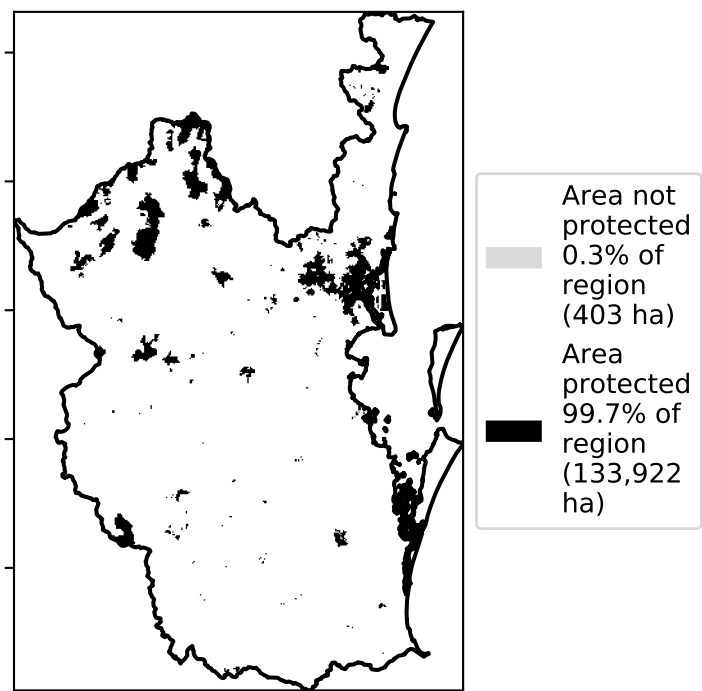 Area not
protected
0.3% of
region
(403 ha)
Area
protected
99.7% of
region
(133,922
ha)